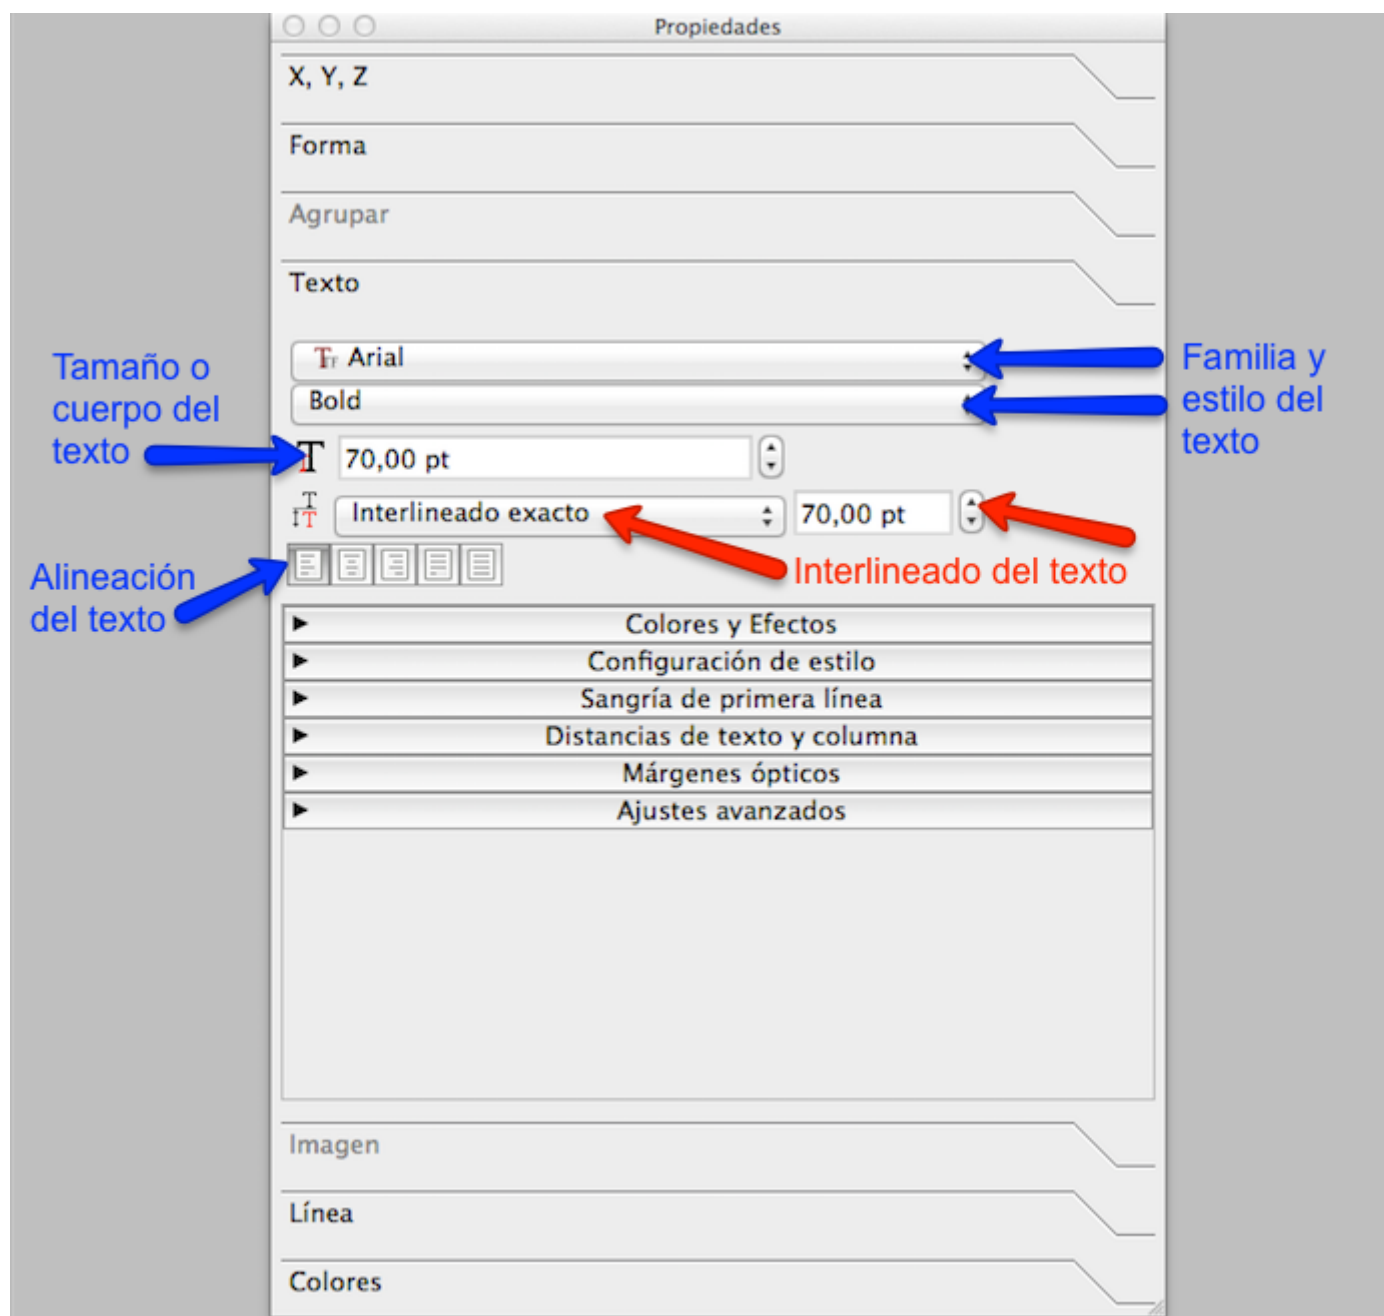 Propiedades
X, Y, Z
Forma
Agrupar
Texto
Arial
Bold
70,00 pt
Interlineado exacto
70,00 pt
Tamaño o
cuerpo del
texto
Familia y
estilo del
texto
Interlineado del texto
Alineación
del texto
Colores y Efectos
Configuración de estilo
Sangría de primera línea
Distancias de texto y columna
Márgenes ópticos
Ajustes avanzados
Imagen
Línea
Colores